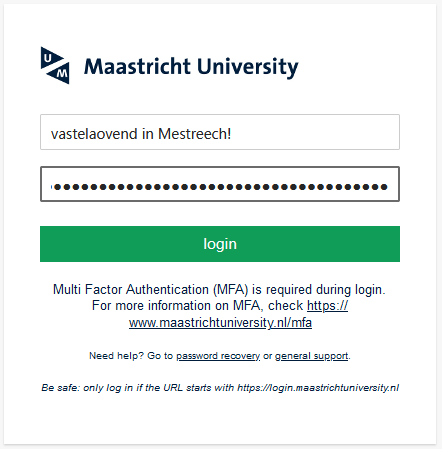 U
M
Maastricht University
vastelaovend in Mestreech!
login
Multi Factor Authentication (MFA) is required during login.
For more information on MFA, check https://
www.maastrichtuniversity.nl/mfa
Need help? Go to password recovery or general support.
Be safe: only log in if the URL starts with https://login.maastrichtuniversity.nl